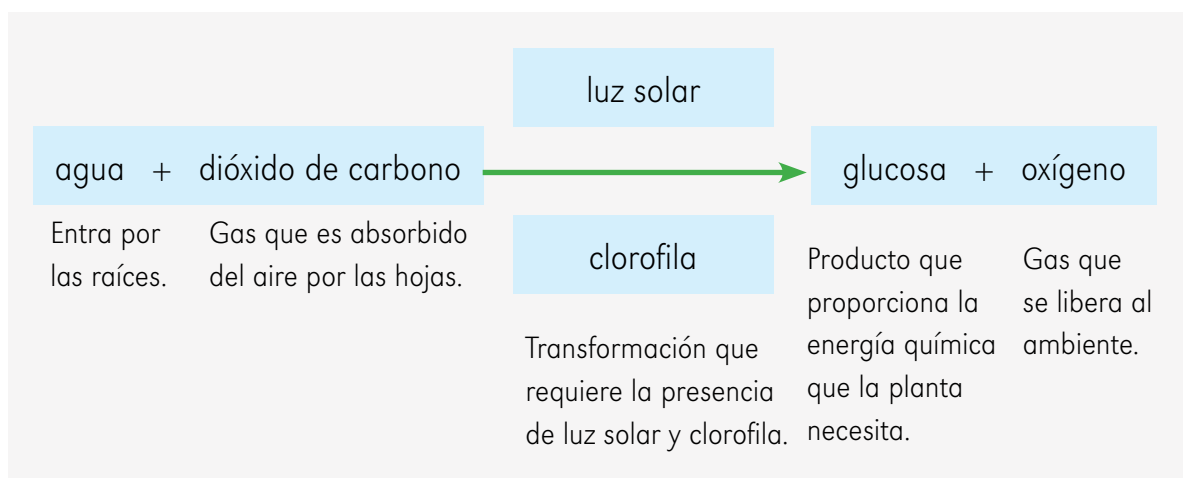 luz solar
agua + dióxido de carbono
glucosa + oxígeno
Entra por
las raíces.
Gas que es absorbido
del aire por las hojas.
clorofila
Transformación que
requiere la presencia
de luz solar y clorofila.
Producto que
proporciona la
energía química
que la planta
necesita.
Gas que
se libera al
ambiente.